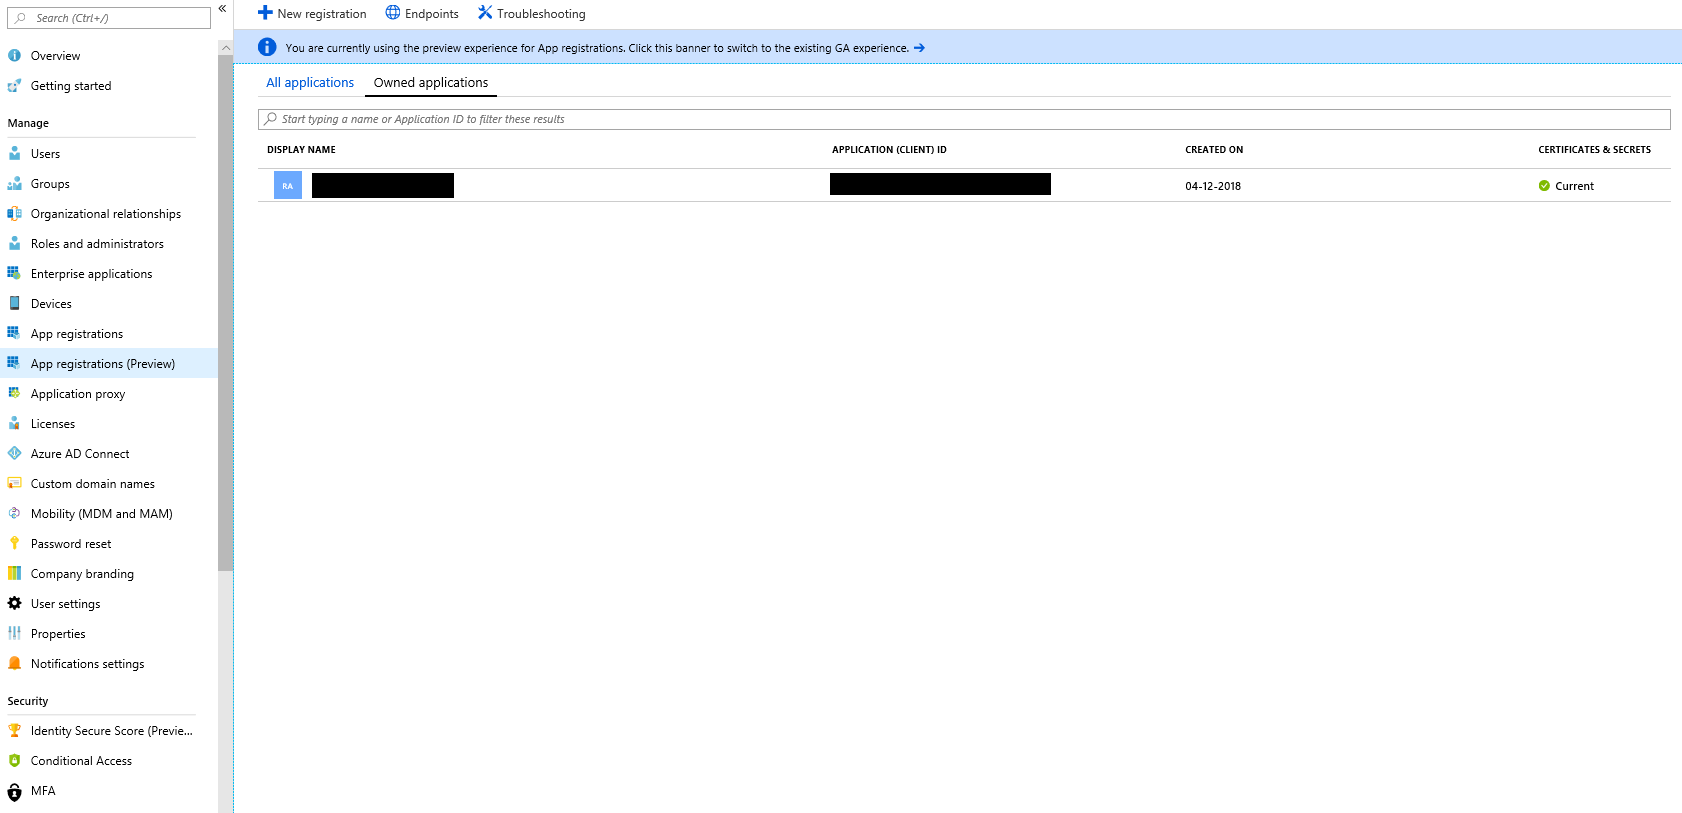 Search (Ctrl+/)
«
Overview
Getting started
Manage
Users
Groups
Organizational relationships
Roles and administrators
Enterprise applications
Devices
App registrations
App registrations (Preview)
Application proxy
Licenses
Azure AD Connect
Custom domain names
Mobility (MDM and MAM)
Password reset
Company branding
User settings
Properties
Notifications settings
Security
Identity Secure Score (Previe...
Conditional Access
MFA
New registration Endpoints Troubleshooting
You are currently using the preview experience for App registrations. Click this banner to switch to the existing GA experience. →
All applications Owned applications
Start typing a name or Application ID to filter these results
DISPLAY NAME APPLICATION (CLIENT) ID CREATED ON CERTIFICATES & SECRETS
RA 04-12-2018 Current